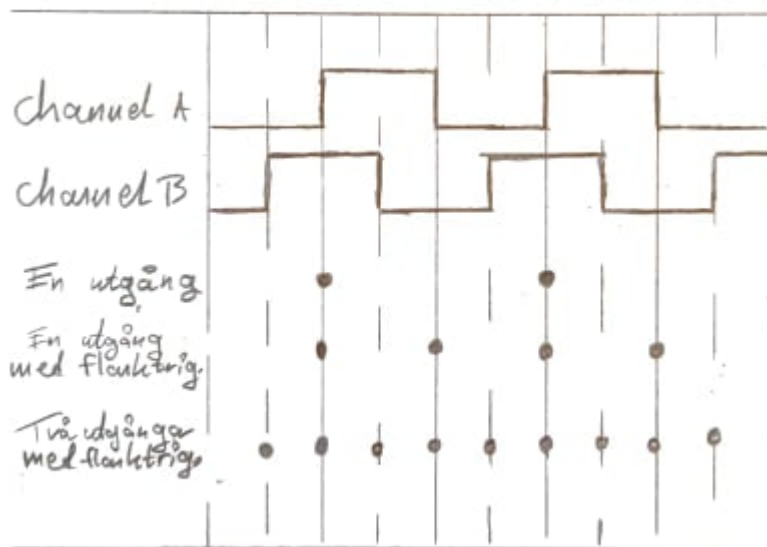 Channel A
Channel B
En utgång
En utgång
med flanktrig.
Två utgångar
med flanktrig.